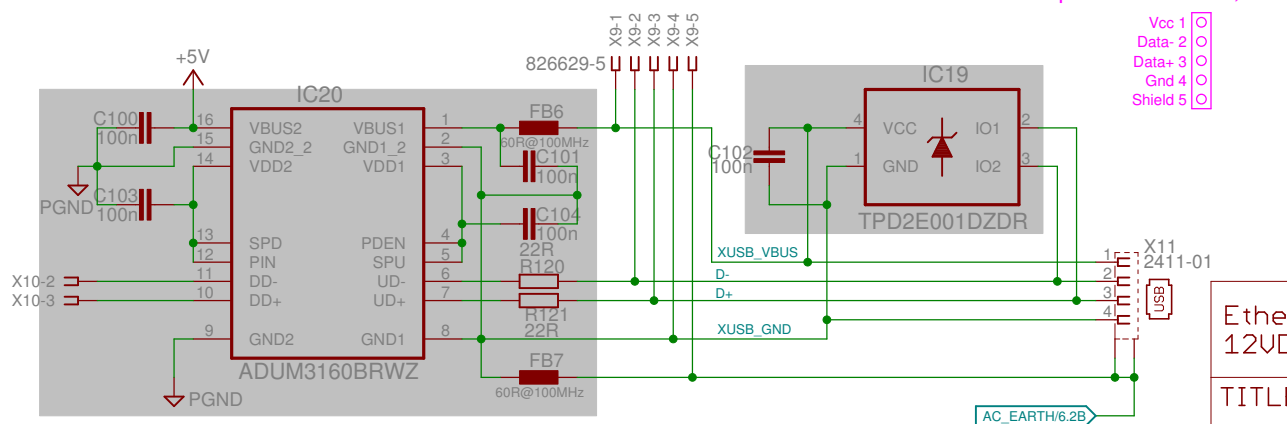 X9-1
X9-2
X9-3
X9-4
X9-5
826629-5
Vcc 1
Data- 2
Data+ 3
Gnd 4
Shield 5
+5V
IC20
IC19
C100
100n
16
VBUS2
VBUS1
1
FB6
60R@100MHz
15
GND2_2
GND1_2
2
14
VDD2
VDD1
3
C101
100n
PGND
C103
100n
C104
100n
13
SPD
PDEN
4
12
PIN
SPU
5
X10-2
11
DD-
UD-
6
22R
R120
X10-3
10
DD+
UD+
7
R121
22R
9
GND2
GND1
8
FB7
60R@100MHz
ADUM3160BRWZ
PGND
C102
100n
4
VCC
IO1
2
1
GND
IO2
3
TPD2E001DZDR
XUSB_VBUS
D-
D+
XUSB_GND
X11
2411-01
1
2
3
4
USB
AC_EARTH/6.2B
Ethe
12VD
TITL